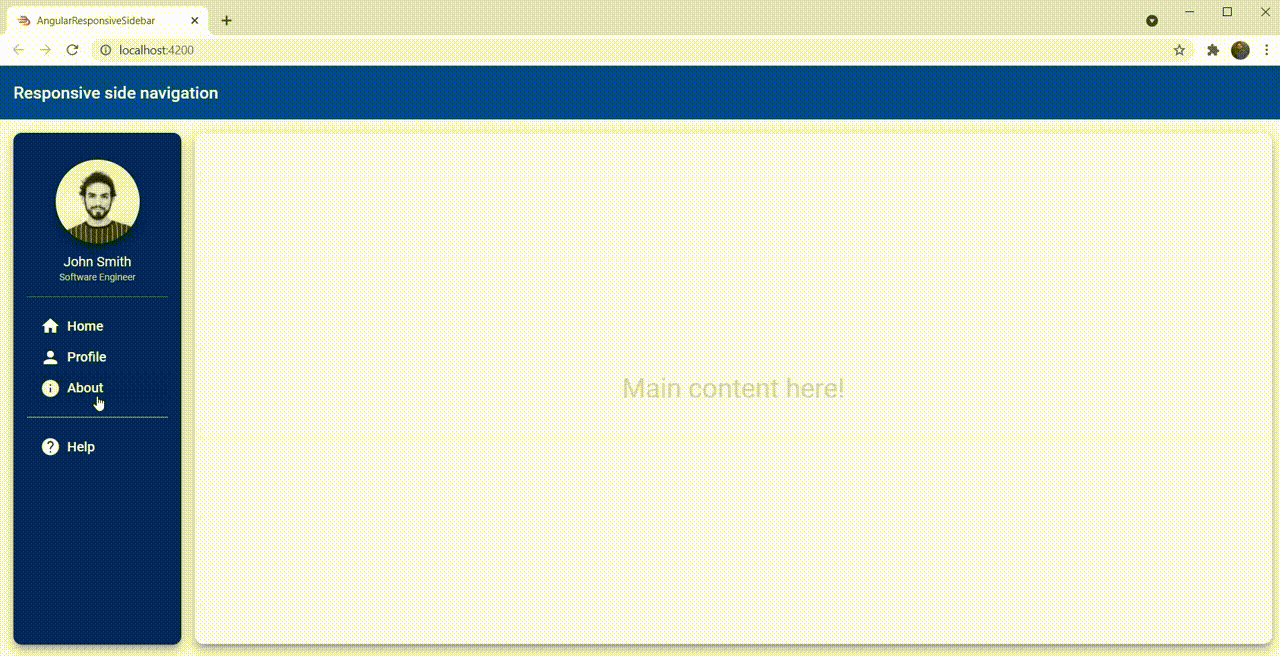 AngularResponsiveSidebar
localhost:4200
Responsive side navigation
John Smith
Software Engineer
Home
Profile
About
Help
Main content here!